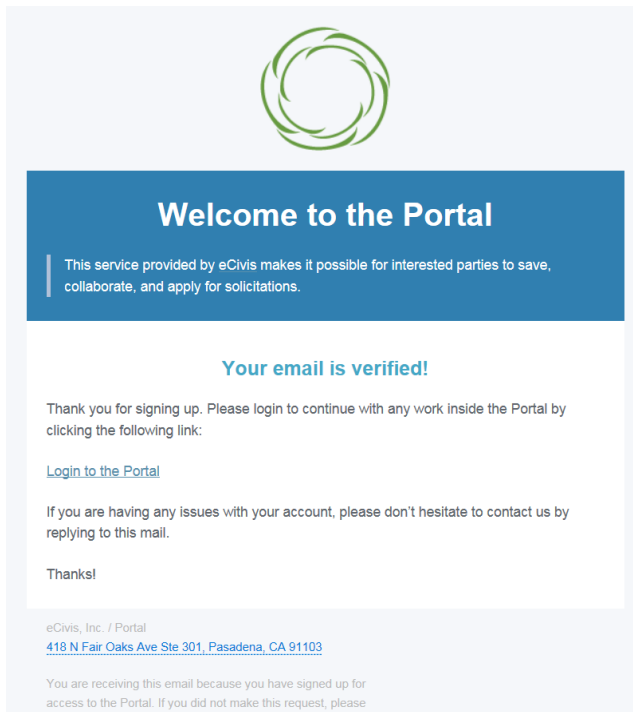 Welcome to the Portal
This service provided by eCivis makes it possible for interested parties to save,
collaborate, and apply for solicitations.
Your email is verified!
Thank you for signing up. Please login to continue with any work inside the Portal by
clicking the following link:
Login to the Portal
If you are having any issues with your account, please don't hesitate to contact us by
replying to this mail.
Thanks!
eCivis, Inc. / Portal
418 N Fair Oaks Ave Ste 301, Pasadena, CA 91103
You are receiving this email because you have signed up for
access to the Portal. If you did not make this request, please